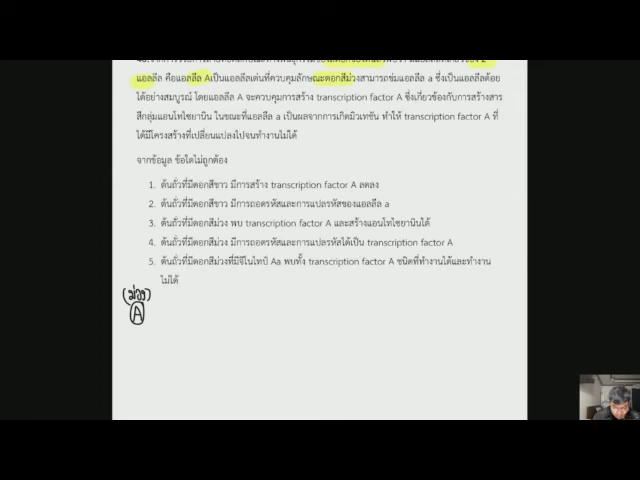 แอลลีล คือแอลลีล Aเป็นแอลลีลเด่นที่ควบคุมลักษณะดอกสีม่วงสามารถข่มแอลลีล a ซึ่งเป็นแอลลีลด้อย
ได้อย่างสมบูรณ์ โดยแอลลีล A จะควบคุมการสร้าง transcription factor A ซึ่งเกี่ยวข้องกับการสร้างสาร
สีกลุ่มแอนโทไซยานิน ในขณะที่แอลลีล a เป็นผลจากการเกิดมิวเทชัน ทำให้ transcription factor A ที่
ได้มีโครงสร้างที่เปลี่ยนแปลงไปจนทำงานไม่ได้
จากข้อมูล ข้อใดไม่ถูกต้อง
1. ต้นถั่วที่มีดอกสีขาว มีการสร้าง transcription factor A ลดลง
2. ต้นถั่วที่มีดอกสีขาว มีการถอดรหัสและการแปลรหัสของแอลลีล a
3. ต้นถั่วที่มีดอกสีม่วง พบ transcription factor A และสร้างแอนโทไซยานินได้
4. ต้นถั่วที่มีดอกสีม่วง มีการถอดรหัสและการแปลรหัสได้เป็น transcription factor A
5. ต้นถั่วที่มีดอกสีม่วงที่มีจีโนไทป์ Aa พบทั้ง transcription factor A ชนิดที่ทำงานได้และทำงาน
ไม่ได้
(ม่วง)
A